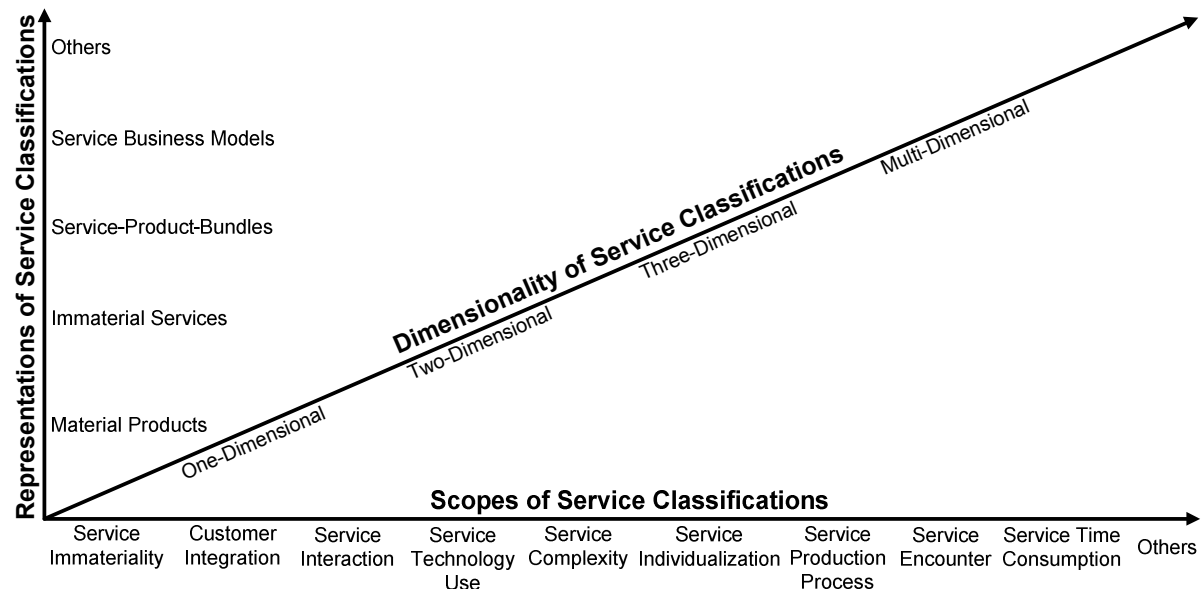 Representations of Service Classifications
Others
Service Business Models
Service-Product-Bundles
Immaterial Services
Material Products
Dimensionality of Service Classifications
One-Dimensional
Two-Dimensional
Three-Dimensional
Multi-Dimensional
Scopes of Service Classifications
Service
Immateriality
Customer
Integration
Service
Interaction
Service
Technology
Use
Service
Complexity
Service
Individualization
Service
Production
Process
Service
Encounter
Service Time
Consumption
Others